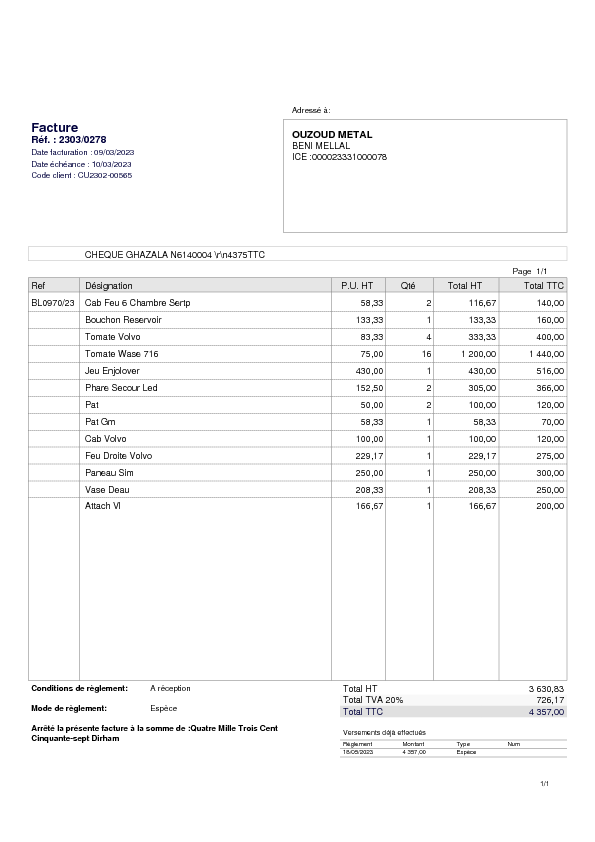 Adressé à:
Facture
Réf. : 2303/0278
Date facturation : 09/03/2023
Date échéance : 10/03/2023
Code client : CU2302-00565
OUZOUD METAL
BENI MELLAL
ICE :000023331000078
CHEQUE GHAZALA N6140004 \r\n4375TTC
Page 1/1
Ref Désignation P.U. HT Qté Total HT Total TTC
BL0970/23 Cab Feu 6 Chambre Sertp 58,33 2 116,67 140,00
Bouchon Reservoir 133,33 1 133,33 160,00
Tomate Volvo 83,33 4 333,33 400,00
Tomate Wase 716 75,00 16 1 200,00 1 440,00
Jeu Enjolover 430,00 1 430,00 516,00
Phare Secour Led 152,50 2 305,00 366,00
Pat 50,00 2 100,00 120,00
Pat Gm 58,33 1 58,33 70,00
Cab Volvo 100,00 1 100,00 120,00
Feu Droite Volvo 229,17 1 229,17 275,00
Paneau Sim 250,00 1 250,00 300,00
Vase Deau 208,33 1 208,33 250,00
Attach Vl 166,67 1 166,67 200,00
Conditions de règlement: A réception
Mode de règlement: Espèce
Arrêté la présente facture à la somme de :Quatre Mille Trois Cent
Cinquante-sept Dirham
Total HT 3 630,83
Total TVA 20% 726,17
Total TTC 4 357,00
Versements déjà effectués
Règlement Montant Type Num
18/05/2023 4 357,00 Espèce
1/1